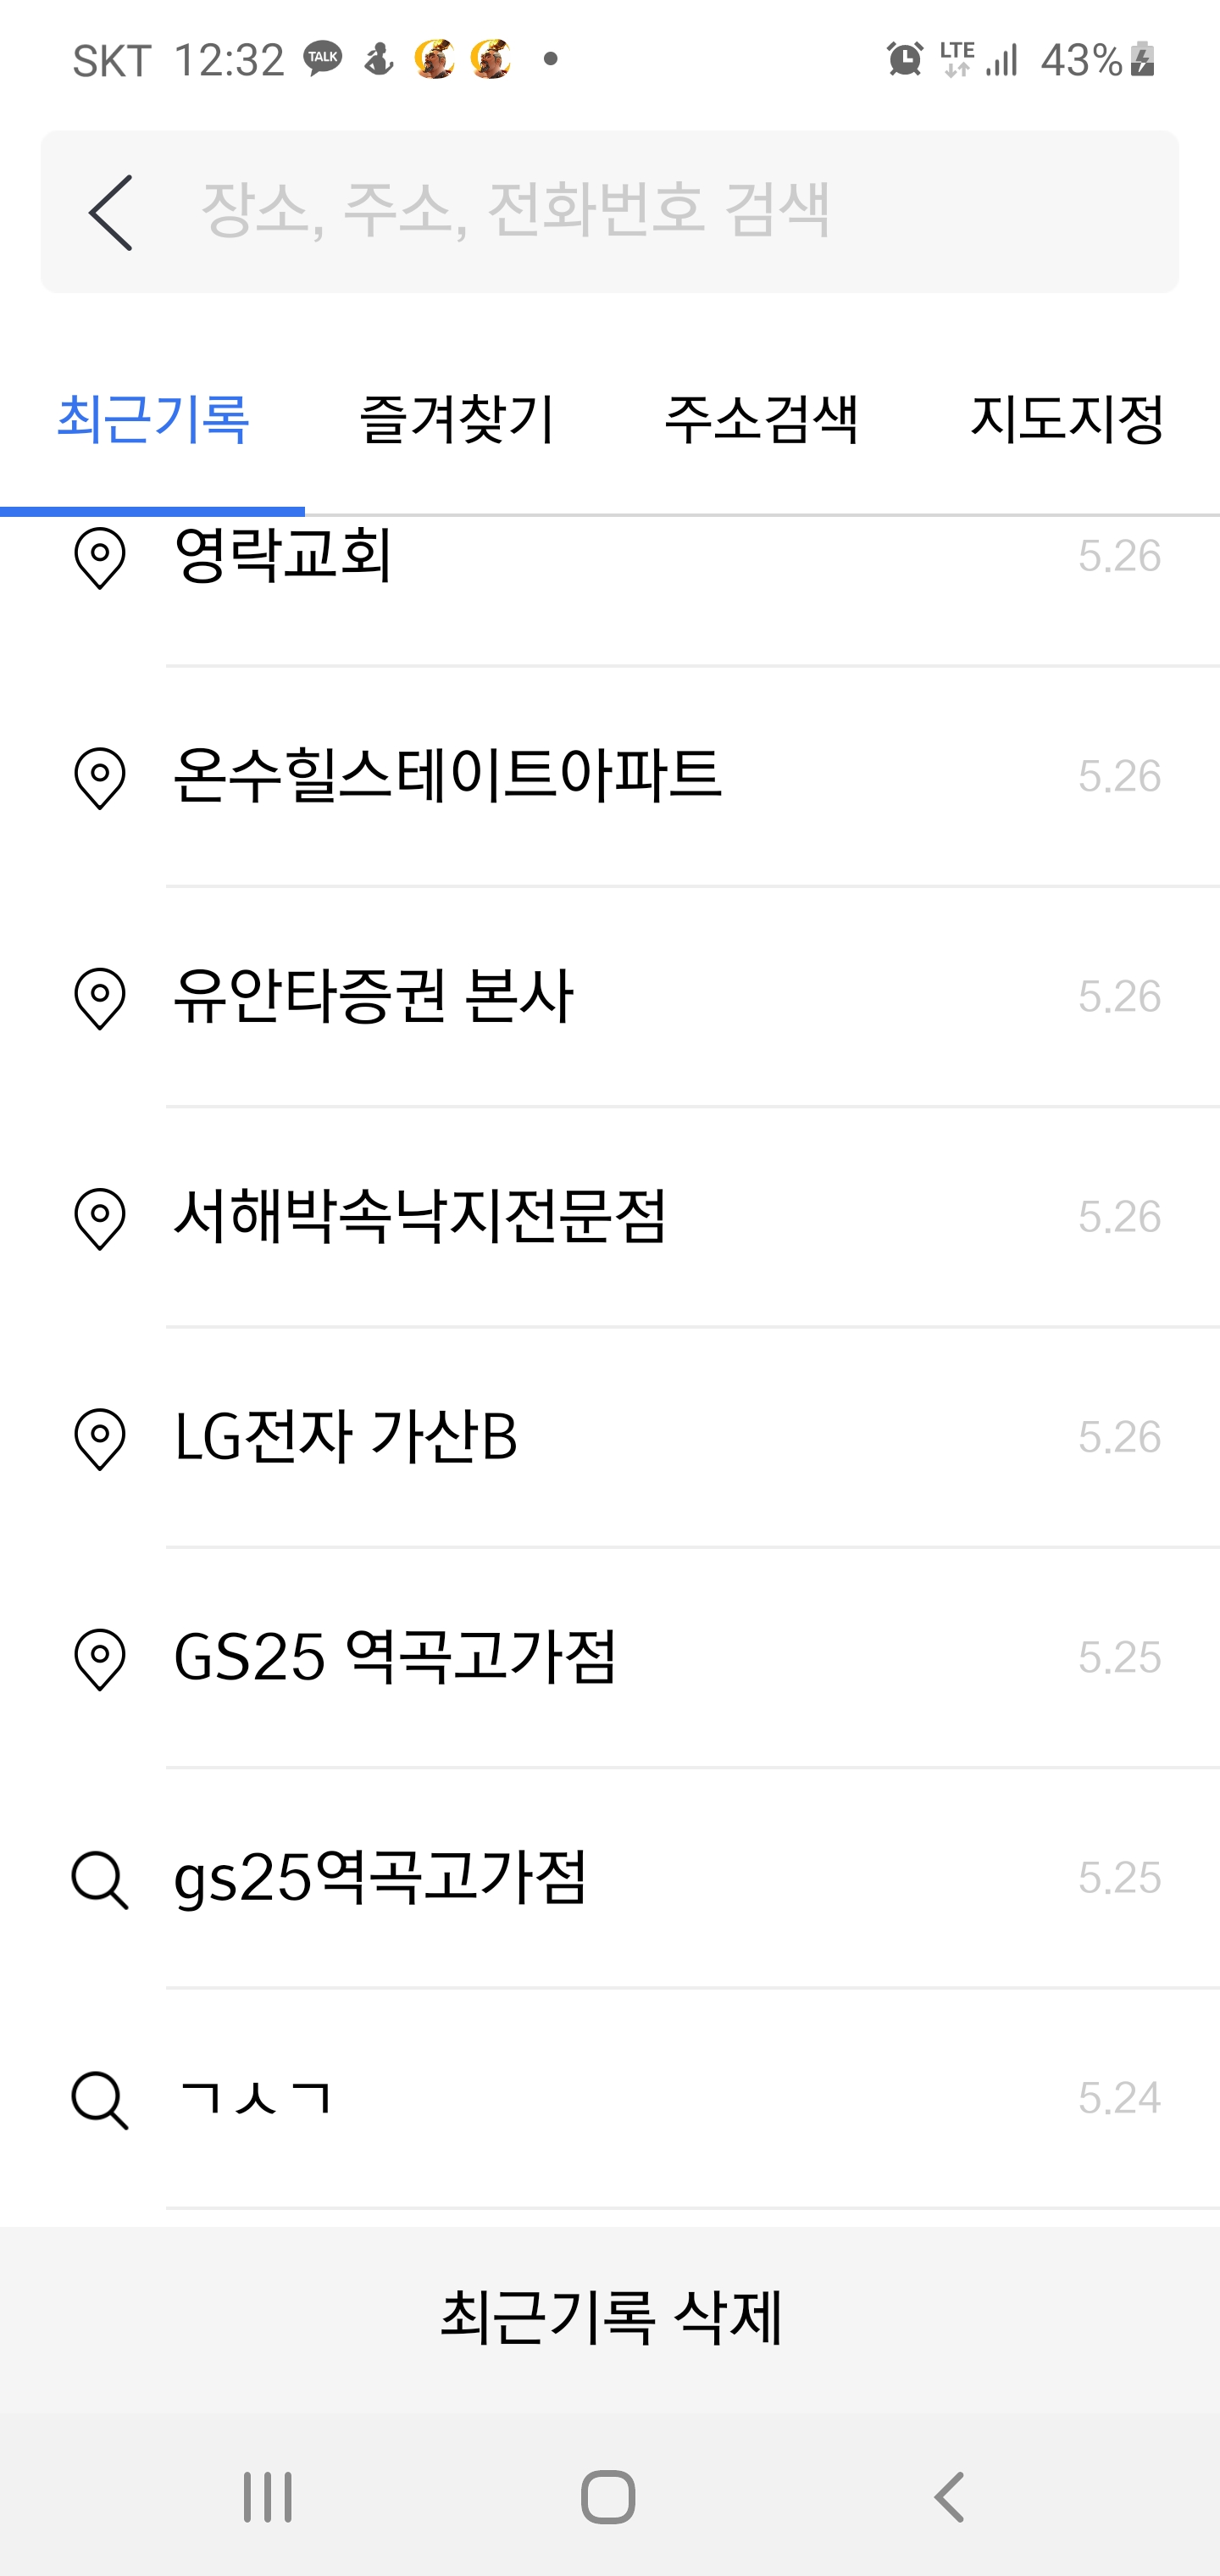 SKT 12:32 TALK LTE 43%
장소, 주소, 전화번호 검색
최근기록 즐겨찾기 주소검색 지도지정
영락교회 5.26
온수힐스테이트아파트 5.26
유안타증권 본사 5.26
서해박속낙지전문점 5.26
LG전자 가산B 5.26
GS25 역곡고가점 5.25
gs25역곡고가점 5.25
ㄱㅅㄱ 5.24
최근기록 삭제